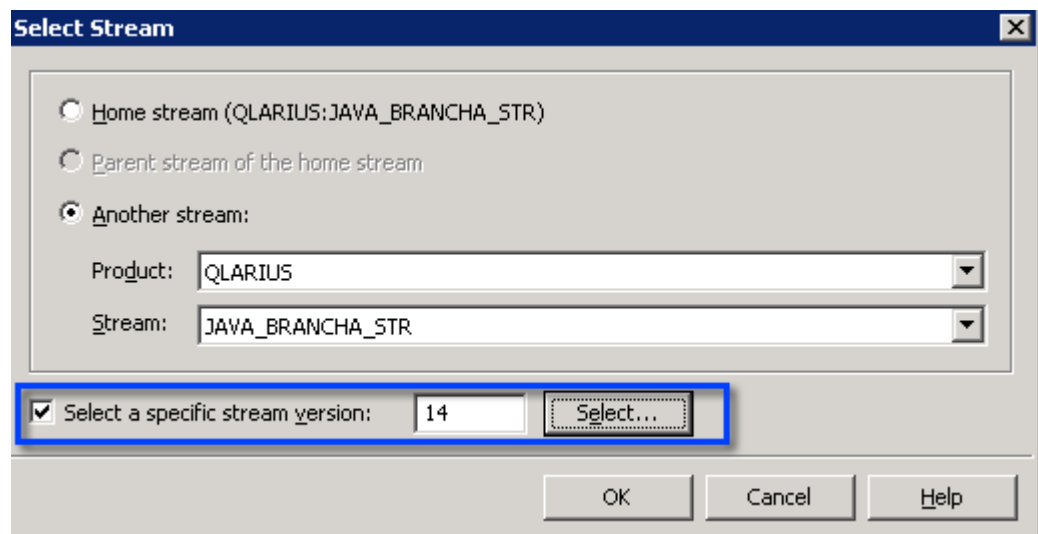 Select Stream
Home stream (QLARIUS:JAVA_BRANCHA_STR)
Parent stream of the home stream
Another stream:
Product: QLARIUS
Stream: JAVA_BRANCHA_STR
Select a specific stream version: 14 Select...
OK Cancel Help